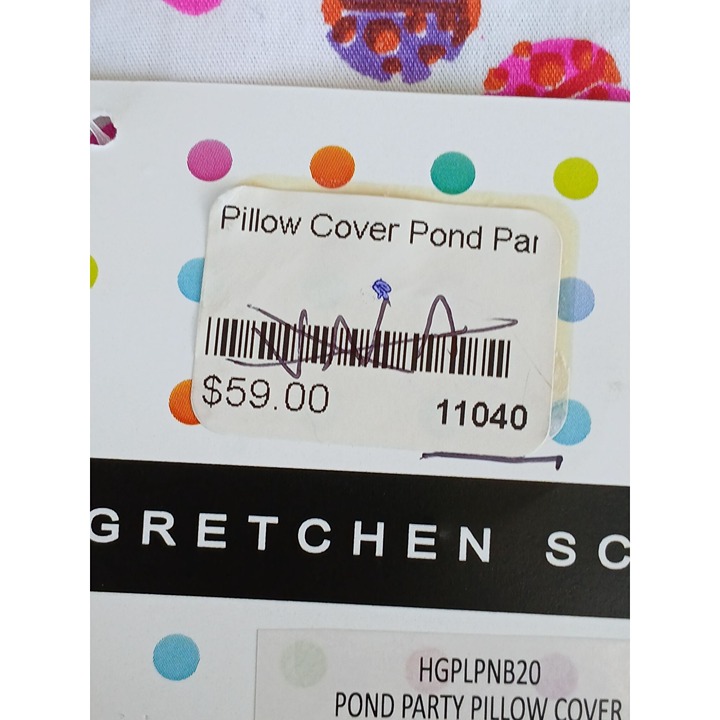 Pillow Cover Pond Par
$59.00
11040
GRETCHEN SC
HGPLPNB20
POND PARTY PILLOW COVER